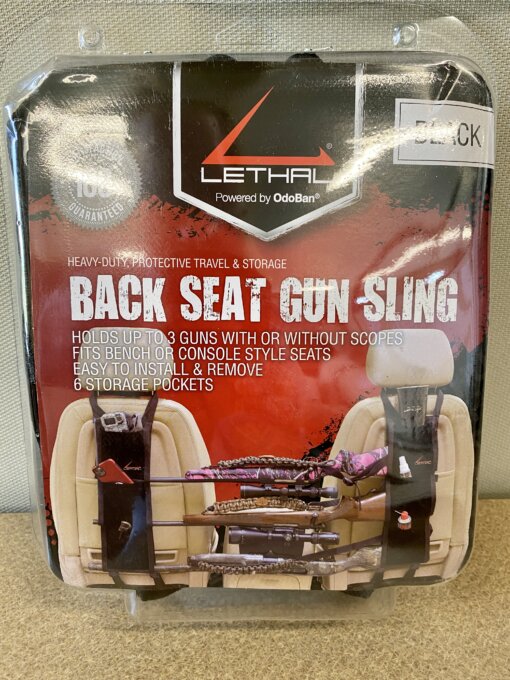 LETHAL®
Powered by OdoBan®
BLACK
100%
GUARANTEED
HEAVY-DUTY, PROTECTIVE TRAVEL & STORAGE
BACK SEAT GUN SLING
HOLDS UP TO 3 GUNS WITH OR WITHOUT SCOPES
FITS BENCH OR CONSOLE STYLE SEATS
EASY TO INSTALL & REMOVE
6 STORAGE POCKETS